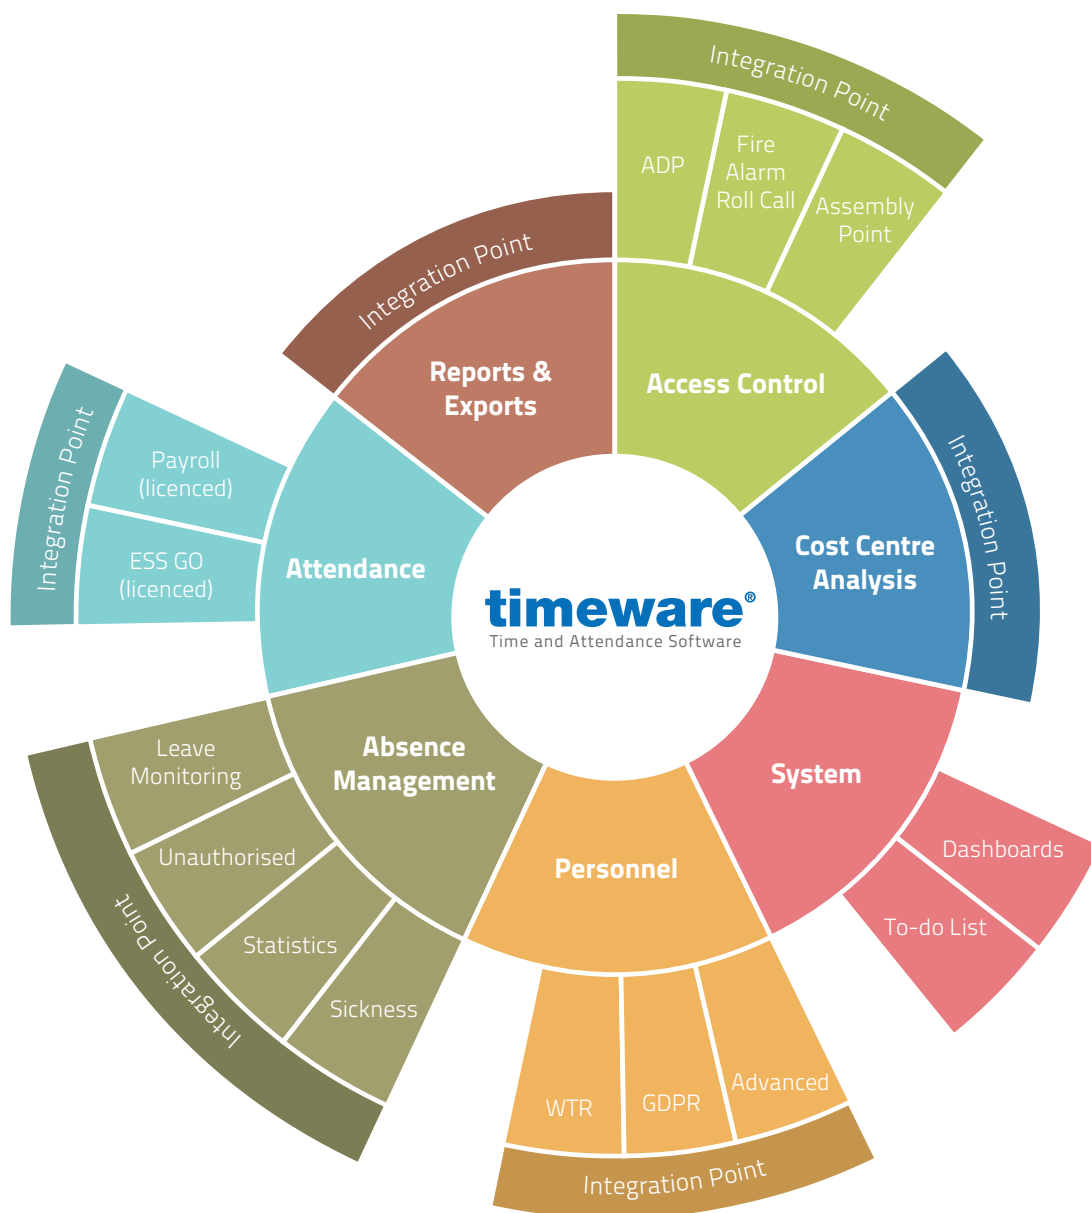 Integration Point
ADP
Fire
Alarm
Roll Call
Assembly
Point
Access Control
Integration Point
Reports &
Exports
Integration Point
Cost Centre
Analysis
Integration Point
Payroll
(licenced)
ESS GO
(licenced)
Attendance
timeware®
Time and Attendance Software
System
Dashboards
To-do List
Absence
Management
Leave
Monitoring
Unauthorised
Statistics
Sickness
Integration Point
Personnel
WTR
GDPR
Advanced
Integration Point